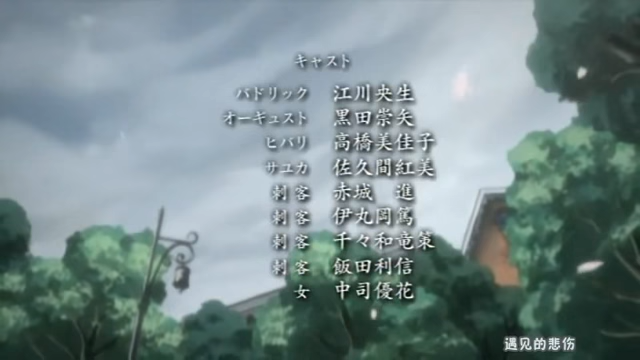 キャスト
パドリック 江川央生
オーギュスト 黒田崇矢
ヒバリ 高橋美佳子
サユカ 佐久間紅美
刺客 赤城 進
刺客 伊丸岡篤
刺客 千々和竜策
刺客 飯田利信
女 中司優花
遇见的悲伤